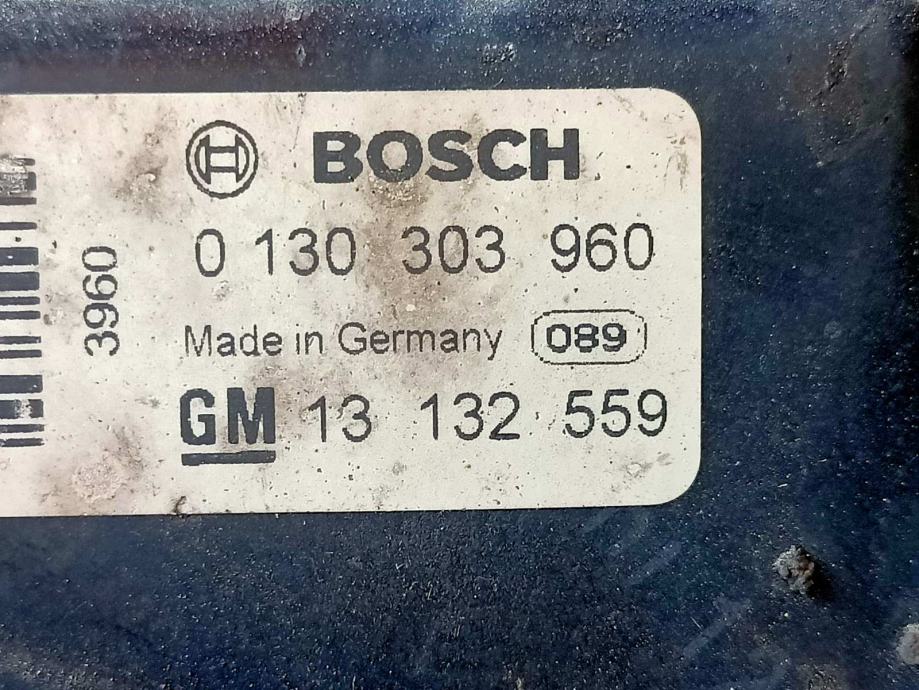 BOSCH
0 130 303 960
Made in Germany 089
GM 13 132 559
3960